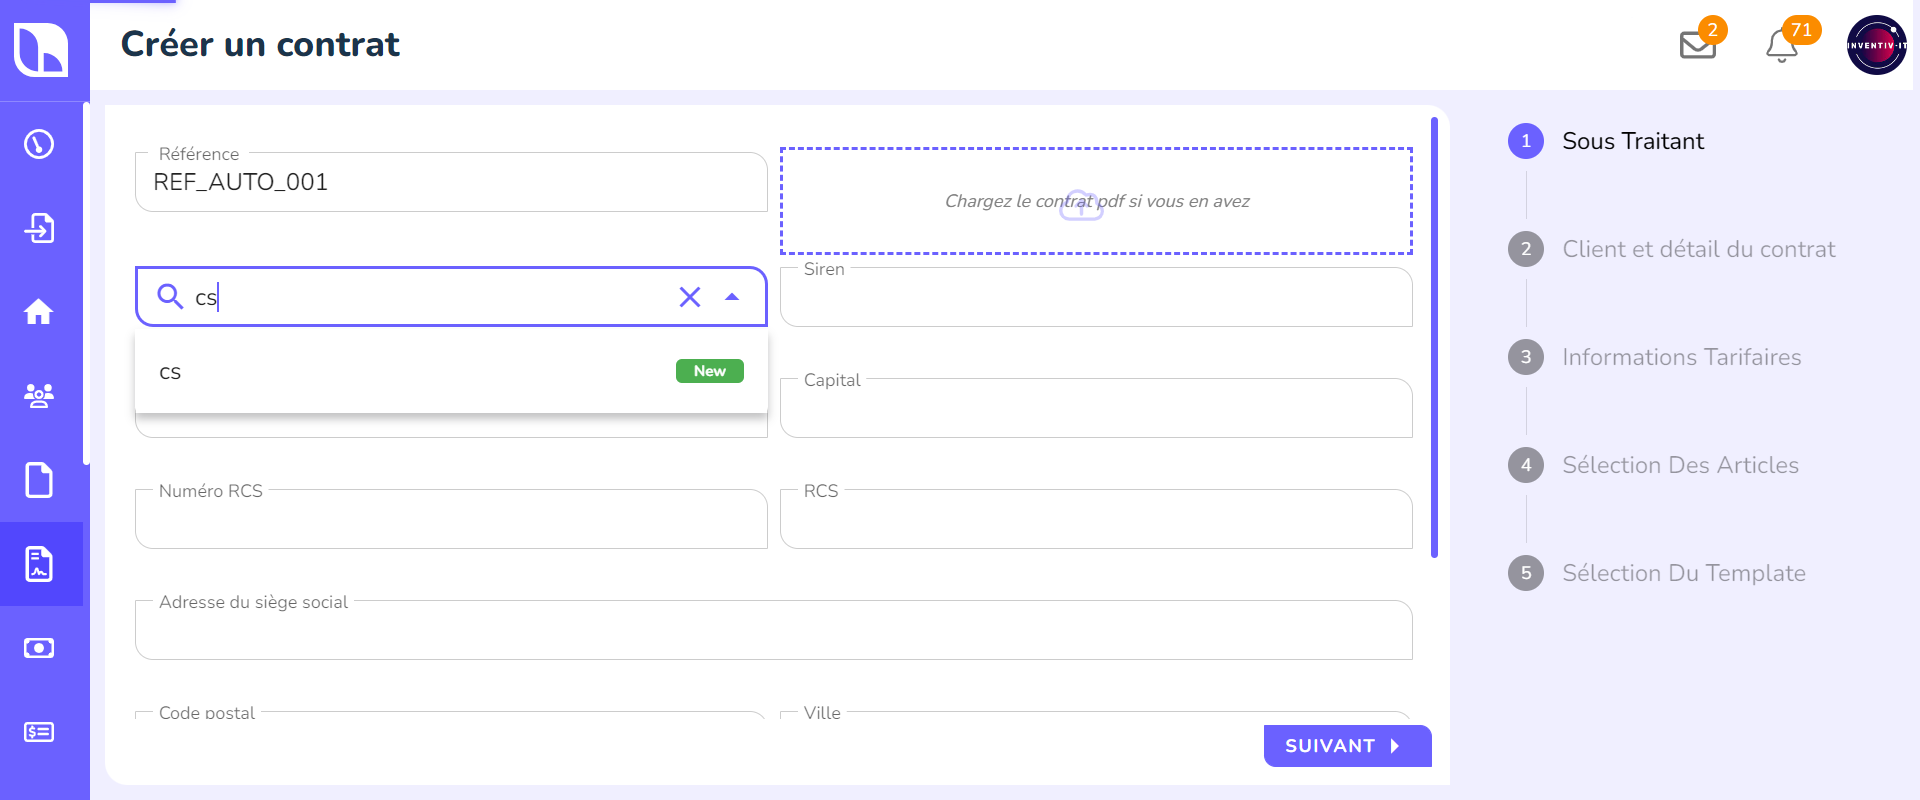 Créer un contrat
2
71
INVENTIV-IT
Référence
REF_AUTO_001
Chargez le contrat pdf si vous en avez
cs
Siren
cs
New
Capital
Numéro RCS
RCS
Adresse du siège social
Code postal
Ville
SUIVANT
1 Sous Traitant
2 Client et détail du contrat
3 Informations Tarifaires
4 Sélection Des Articles
5 Sélection Du Template